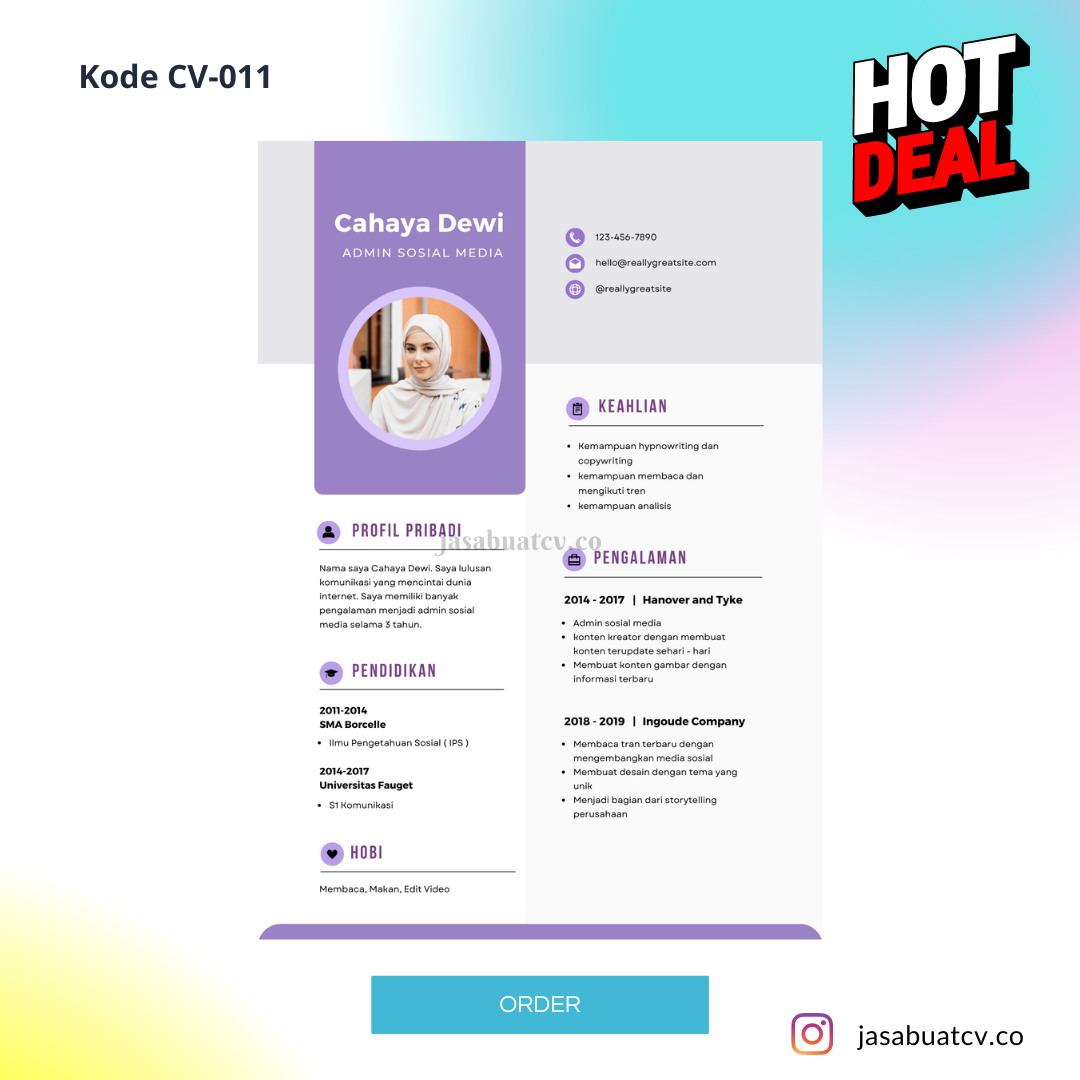 Kode CV-011
HOT
DEAL
Cahaya Dewi
ADMIN SOSIAL MEDIA
123-456-7890
hello@reallygreatsite.com
@reallygreatsite
PROFIL PRIBADI
Nama saya Cahaya Dewi. Saya lulusan
komunikasi yang mencintai dunia
internet. Saya memiliki banyak
pengalaman menjadi admin sosial
media selama 3 tahun.
PENDIDIKAN
2011-2014
SMA Borcelle
• Ilmu Pengetahuan Sosial ( IPS )
2014-2017
Universitas Fauget
• S1 Komunikasi
HOBI
Membaca, Makan, Edit Video
KEAHLIAN
• Kemampuan hypnowriting dan
copywriting
• kemampuan membaca dan
mengikuti tren
• kemampuan analisis
jasabuatcv.co
PENGALAMAN
2014 - 2017 | Hanover and Tyke
• Admin sosial media
• konten kreator dengan membuat
konten terupdate sehari - hari
• Membuat konten gambar dengan
informasi terbaru
2018 - 2019 | Ingoude Company
• Membaca tran terbaru dengan
mengembangkan media sosial
• Membuat desain dengan tema yang
unik
• Menjadi bagian dari storytelling
perusahaan
ORDER
jasabuatcv.co